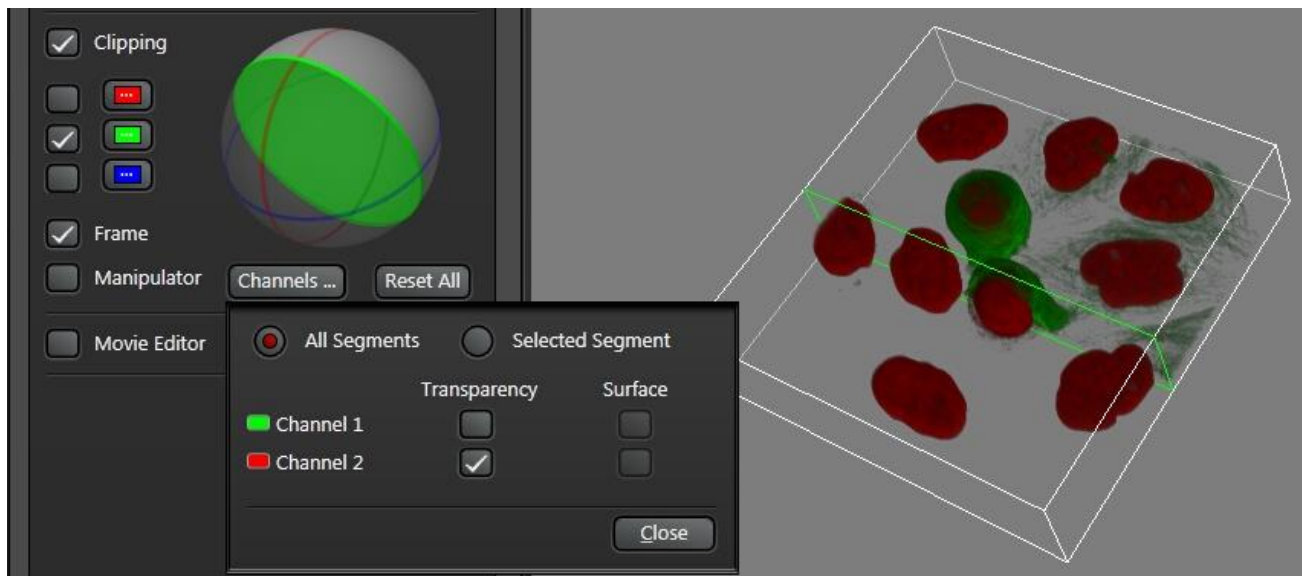 Clipping
...
...
...
Frame
Manipulator Channels ... Reset All
Movie Editor
All Segments Selected Segment
Transparency Surface
Channel 1
Channel 2
Close